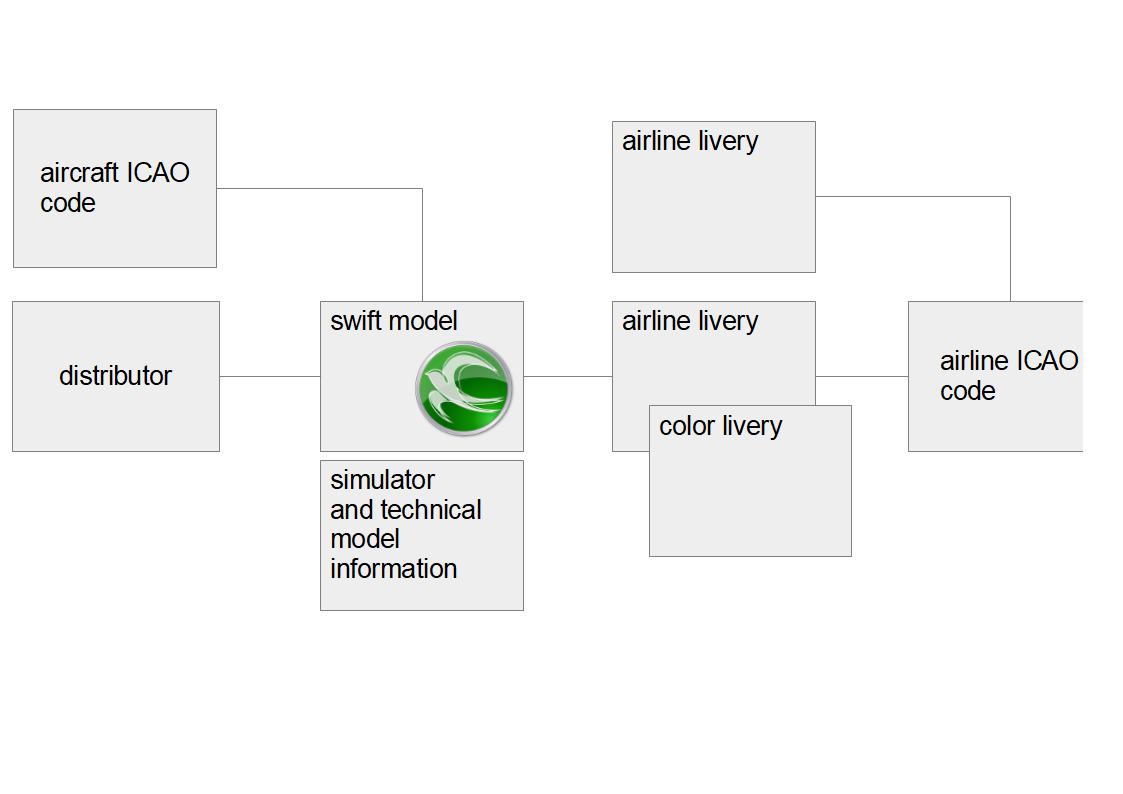 aircraft ICAO
code
airline livery
distributor
swift model
airline livery
airline ICAO
code
color livery
simulator
and technical
model
information